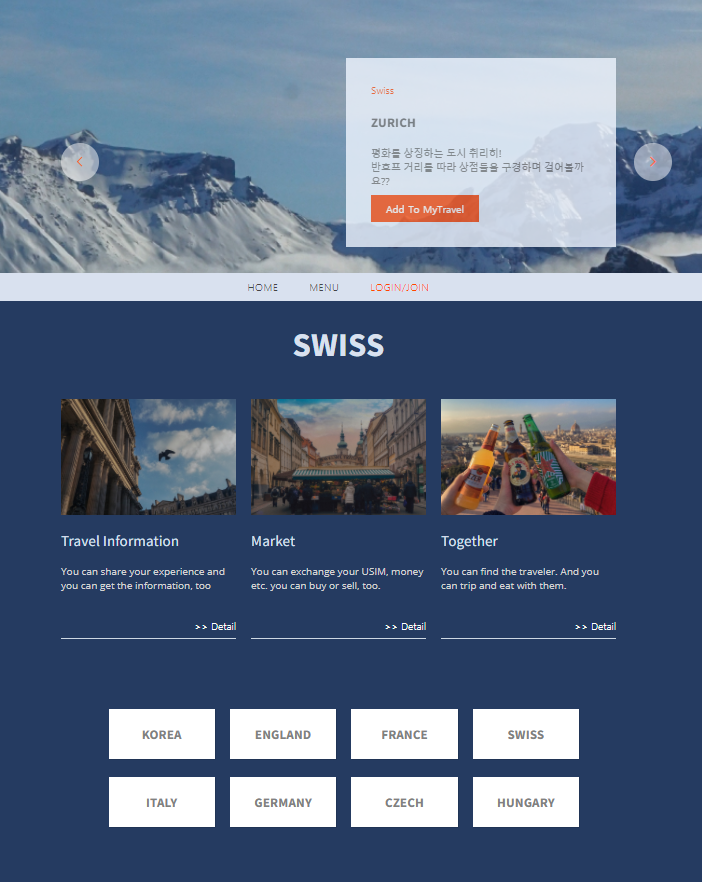 Swiss
ZURICH
평화를 상징하는 도시 쮜리히!
반호프 거리를 따라 상점들을 구경하며 걸어볼까
요??
Add To MyTravel
HOME MENU LOGIN/JOIN
SWISS
Travel Information
You can share your experience and
you can get the information, too
>> Detail
Market
You can exchange your USIM, money
etc. you can buy or sell, too.
>> Detail
Together
You can find the traveler. And you
can trip and eat with them.
>> Detail
KOREA ENGLAND FRANCE SWISS
ITALY GERMANY CZECH HUNGARY